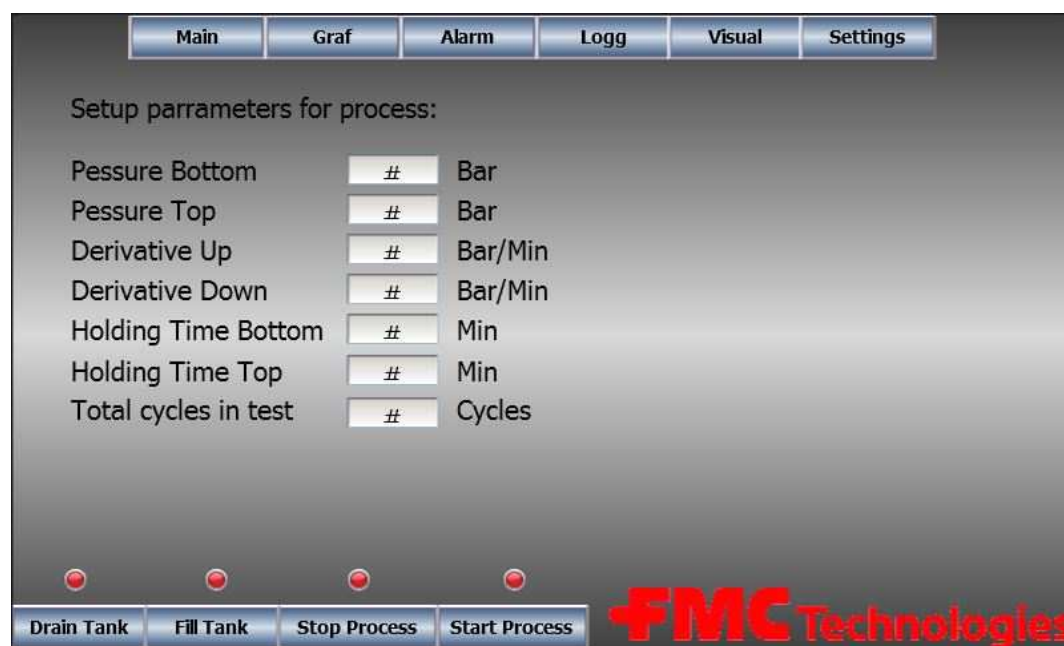 Main Graf Alarm Logg Visual Settings
Setup parrameters for process:
Pessure Bottom # Bar
Pessure Top # Bar
Derivative Up # Bar/Min
Derivative Down # Bar/Min
Holding Time Bottom # Min
Holding Time Top # Min
Total cycles in test # Cycles
Drain Tank Fill Tank Stop Process Start Process FMC Technologies